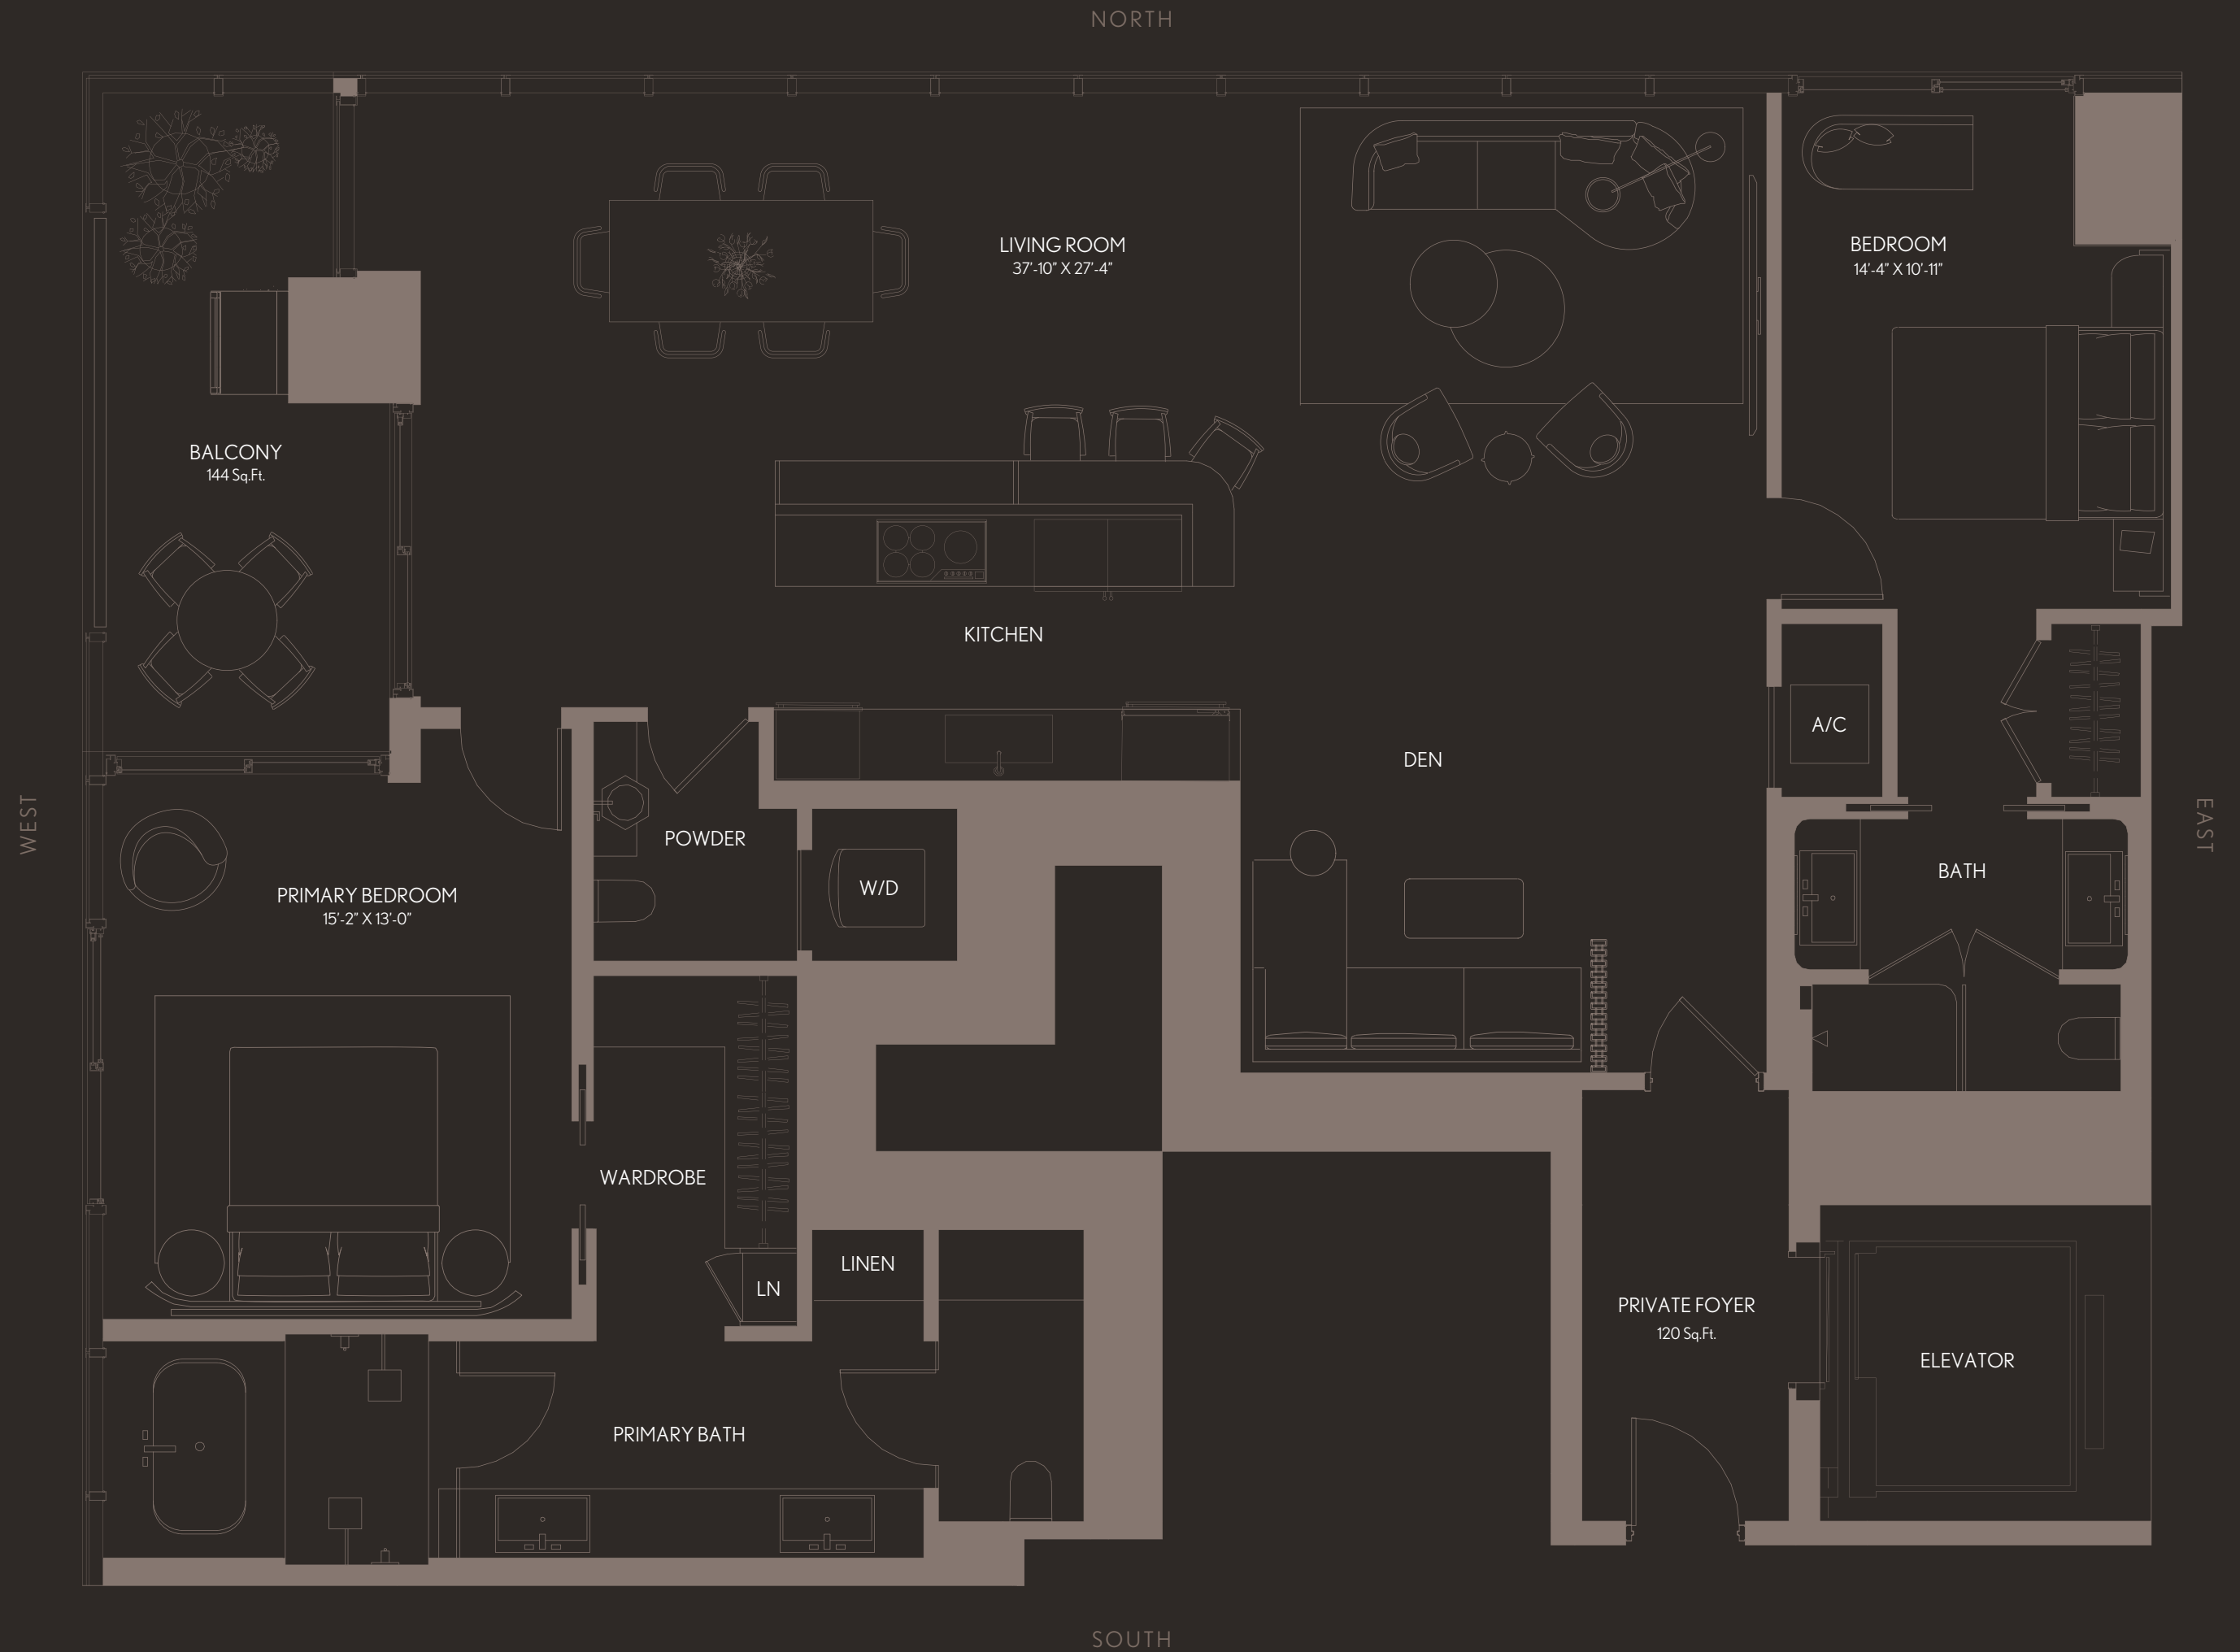 NORTH
LIVING ROOM
37'-10" X 27'-4"
BEDROOM
14'-4" X 10'-11"
BALCONY
144 Sq.Ft.
KITCHEN
A/C
DEN
WEST
EAST
POWDER
W/D
BATH
PRIMARY BEDROOM
15'-2" X 13'-0"
WARDROBE
LINEN
LN
PRIVATE FOYER
120 Sq.Ft.
ELEVATOR
PRIMARY BATH
SOUTH